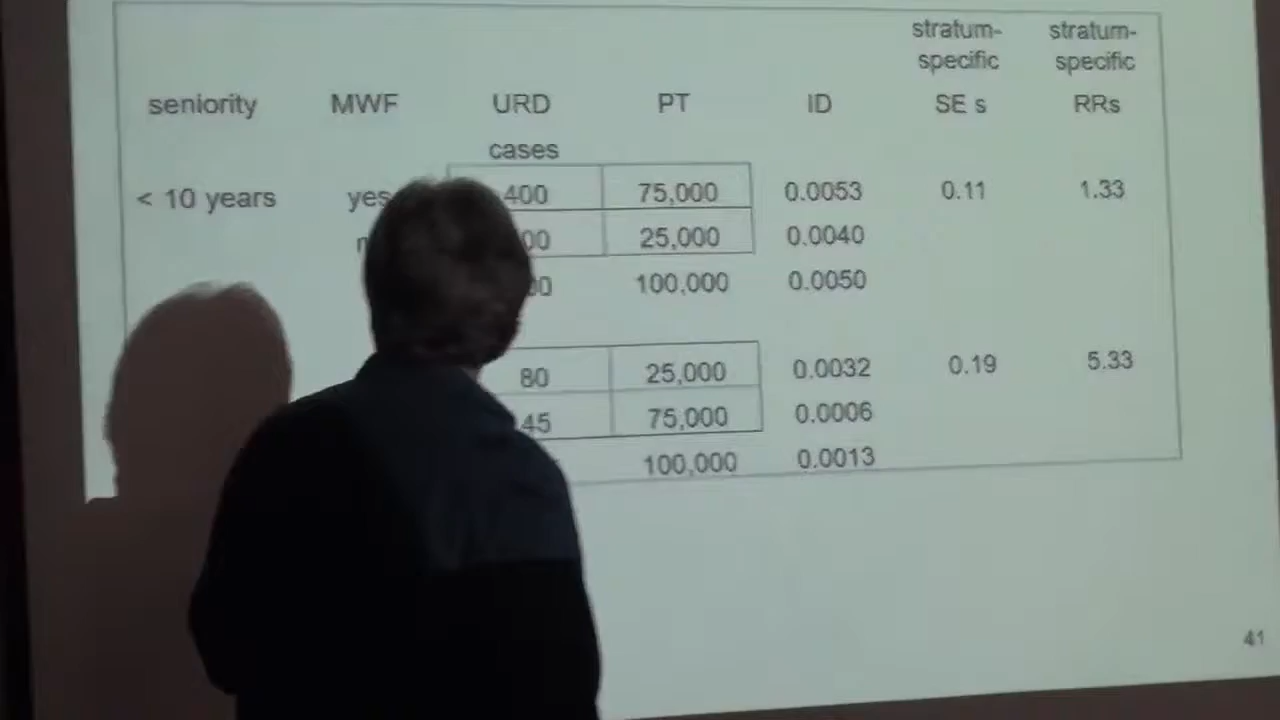 stratum- stratum-
specific specific
seniority MWF URD PT ID SE s RRs
cases
< 10 years yes 400 75,000 0.0053 0.11 1.33
25,000 0.0040
100,000 0.0050
80 25,000 0.0032 0.19 5.33
45 75,000 0.0006
100,000 0.0013
41